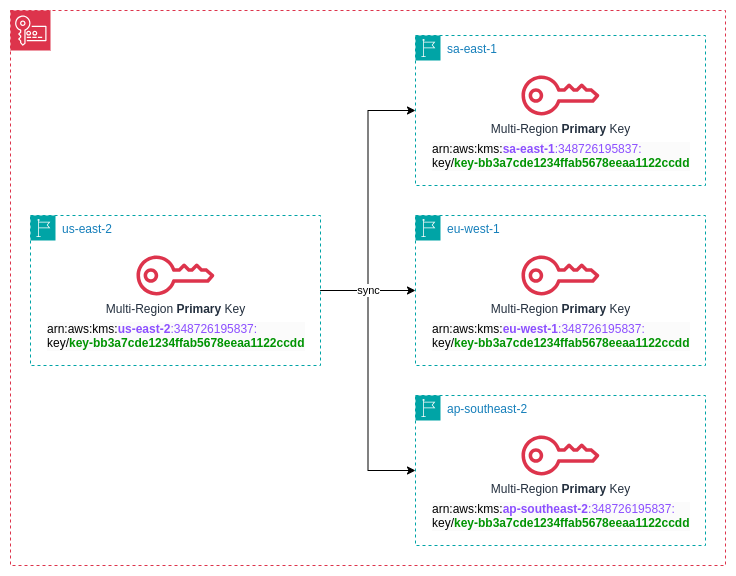 sa-east-1
Multi-Region Primary Key
arn:aws:kms:sa-east-1:348726195837:
key/key-bb3a7cde1234ffab5678eeaa1122ccdd
us-east-2
Multi-Region Primary Key
arn:aws:kms:us-east-2:348726195837:
key/key-bb3a7cde1234ffab5678eeaa1122ccdd
sync
eu-west-1
Multi-Region Primary Key
arn:aws:kms:eu-west-1:348726195837:
key/key-bb3a7cde1234ffab5678eeaa1122ccdd
ap-southeast-2
Multi-Region Primary Key
arn:aws:kms:ap-southeast-2:348726195837:
key/key-bb3a7cde1234ffab5678eeaa1122ccdd